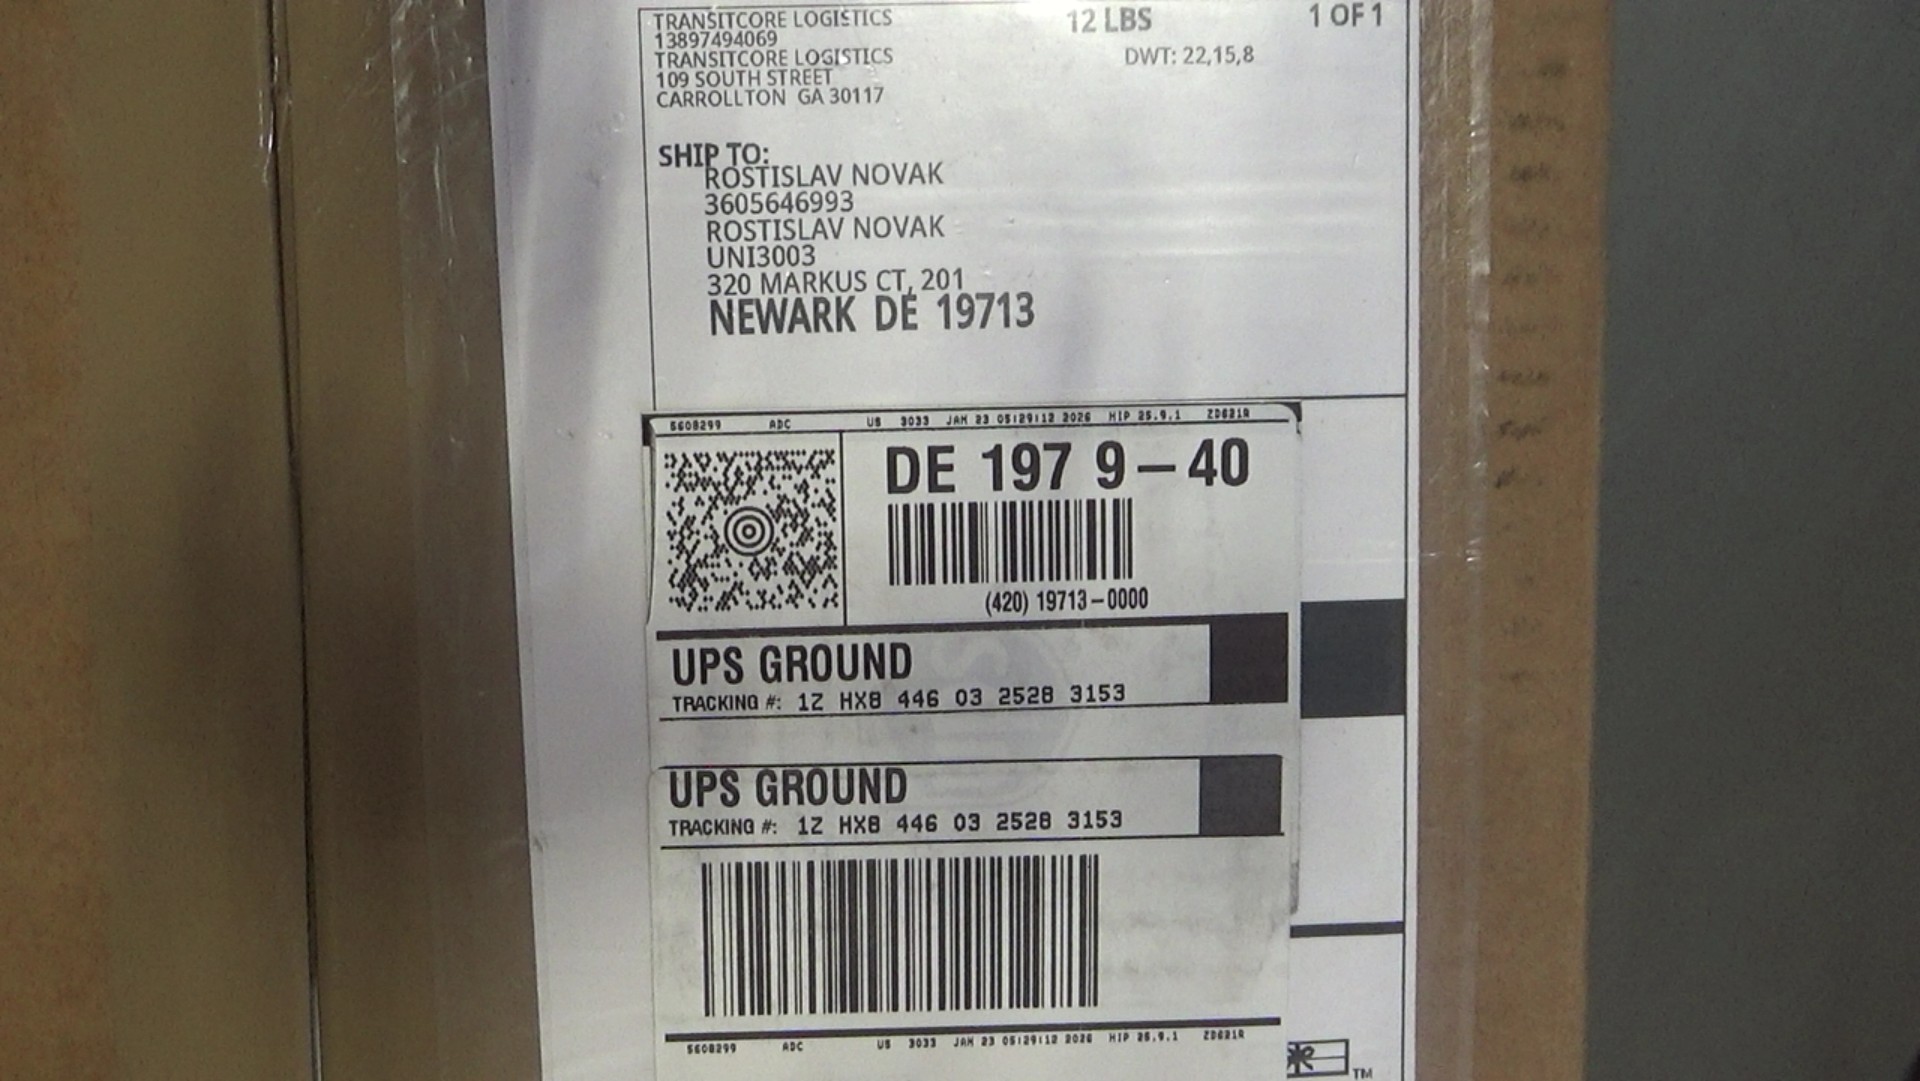 TRANSITCORE LOGISTICS
13897494069
TRANSITCORE LOGISTICS
109 SOUTH STREET
CARROLLTON GA 30117
12 LBS
1 OF 1
DWT: 22,15,8
SHIP TO:
ROSTISLAV NOVAK
3605646993
ROSTISLAV NOVAK
UNI3003
320 MARKUS CT, 201
NEWARK DE 19713
5608299 ADC US 3033 JAN 23 05:29:12 2026 HIP 25.9.1 ZD621R
DE 197 9-40
(420) 19713-0000
UPS GROUND
TRACKING #: 1Z HX8 446 03 2528 3153
UPS GROUND
TRACKING #: 1Z HX8 446 03 2528 3153
5608299 ADC US 3033 JAN 23 05:29:12 2026 HIP 25.9.1 ZD621R
TM